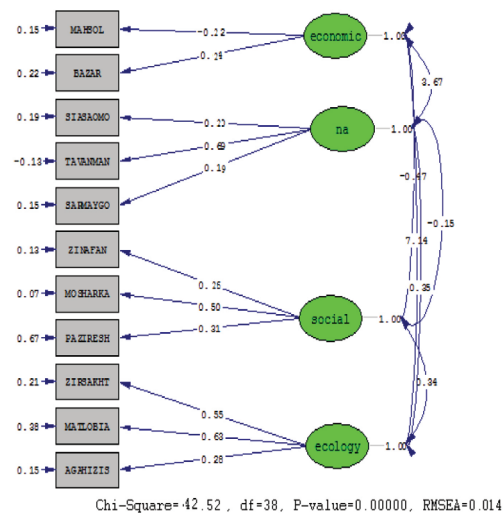 0.15 MAHSOL -0.22 economic 1.00
0.22 BAZAR 0.24 3.67
0.19 SIASAOMO 0.23 na 1.00
-0.13 TAVANMAN 0.69 -0.47
0.15 SARMAYGO 0.19 -0.15
0.13 ZINAFAN 0.25 7.14
0.07 MOSHARKA 0.50 0.35
0.67 PAZIRESH 0.31 social 1.00
0.21 ZIRSAKHT 0.55 0.34
0.38 MATLOBIA 0.63 ecology 1.00
0.15 AGAHIZIS 0.28
Chi-Square=42.52, df=38, P-value=0.00000, RMSEA=0.014